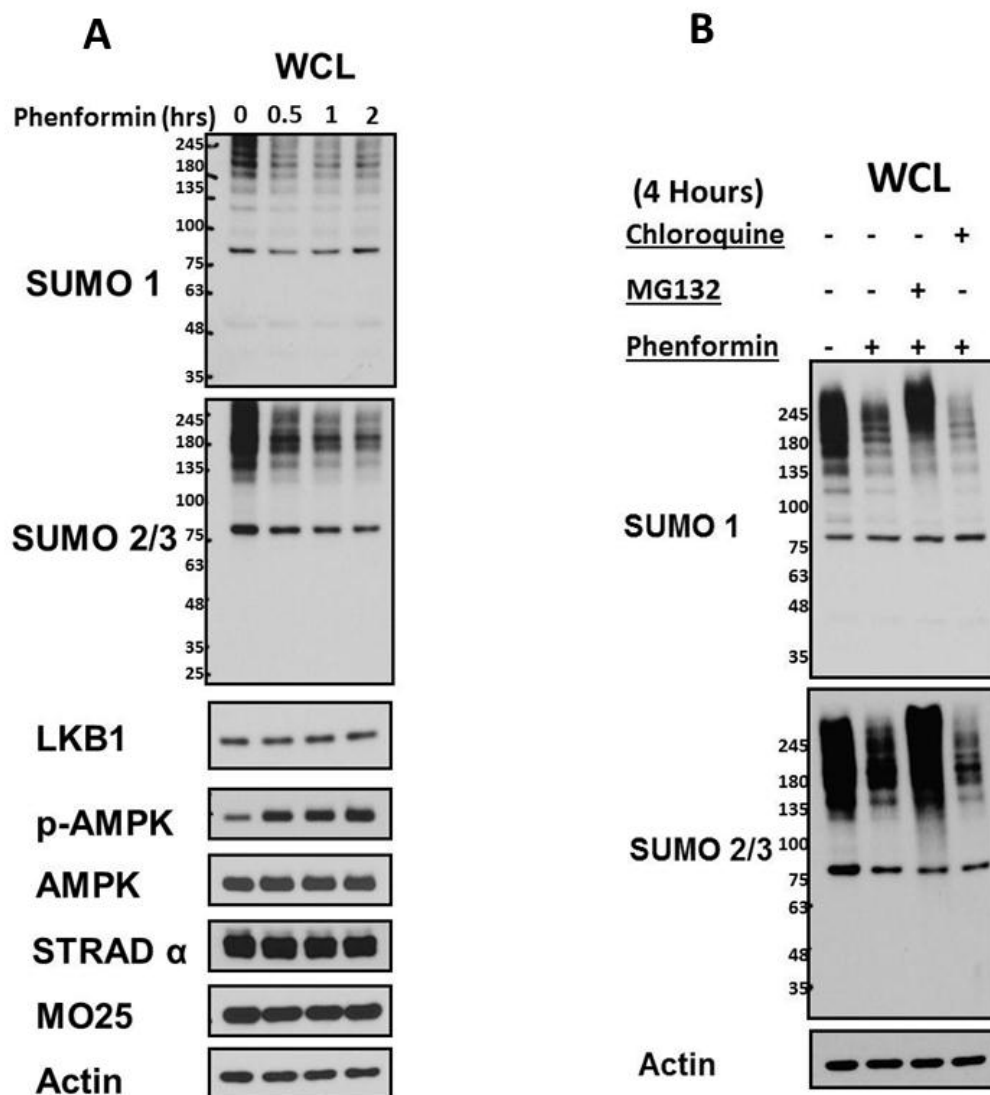 A
WCL
Phenformin (hrs) 0 0.5 1 2
245
180
135
100
75
63
48
35
SUMO 1
245
180
135
100
75
63
48
35
25
SUMO 2/3
LKB1
p-AMPK
AMPK
STRAD α
MO25
Actin
B
WCL
(4 Hours)
Chloroquine - - - +
MG132 - - + -
Phenformin - + + +
245
180
135
100
75
63
48
35
SUMO 1
245
180
135
100
75
63
48
35
SUMO 2/3
Actin